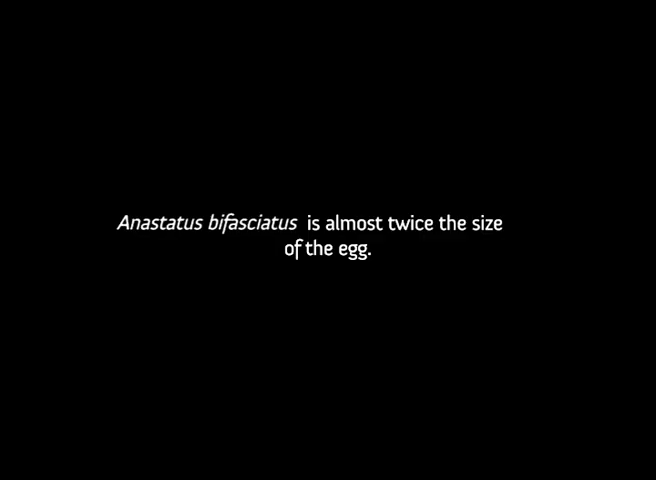 Anastatus bifasciatus is almost twice the size
of the egg.